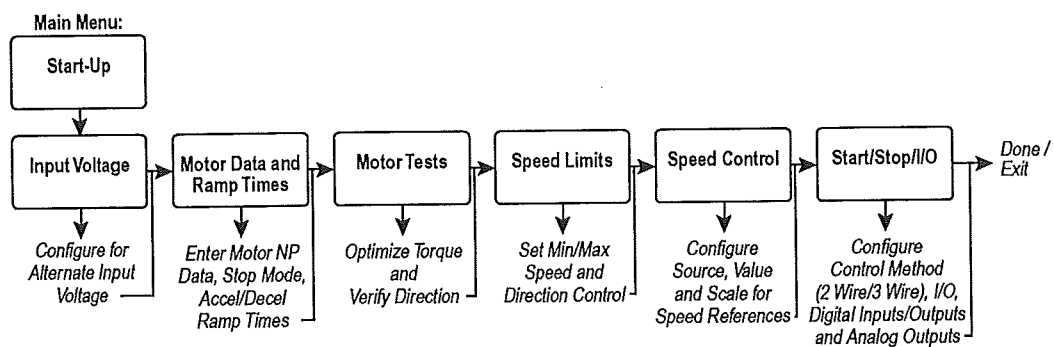 Main Menu:
Start-Up
Input Voltage
Configure for
Alternate Input
Voltage
Motor Data and
Ramp Times
Enter Motor NP
Data, Stop Mode,
Accel/Decel
Ramp Times
Motor Tests
Optimize Torque
and
Verify Direction
Speed Limits
Set Min/Max
Speed and
Direction Control
Speed Control
Configure
Source, Value
and Scale for
Speed References
Start/Stop/I/O
Configure
Control Method
(2 Wire/3 Wire), I/O,
Digital Inputs/Outputs
and Analog Outputs
Done /
Exit